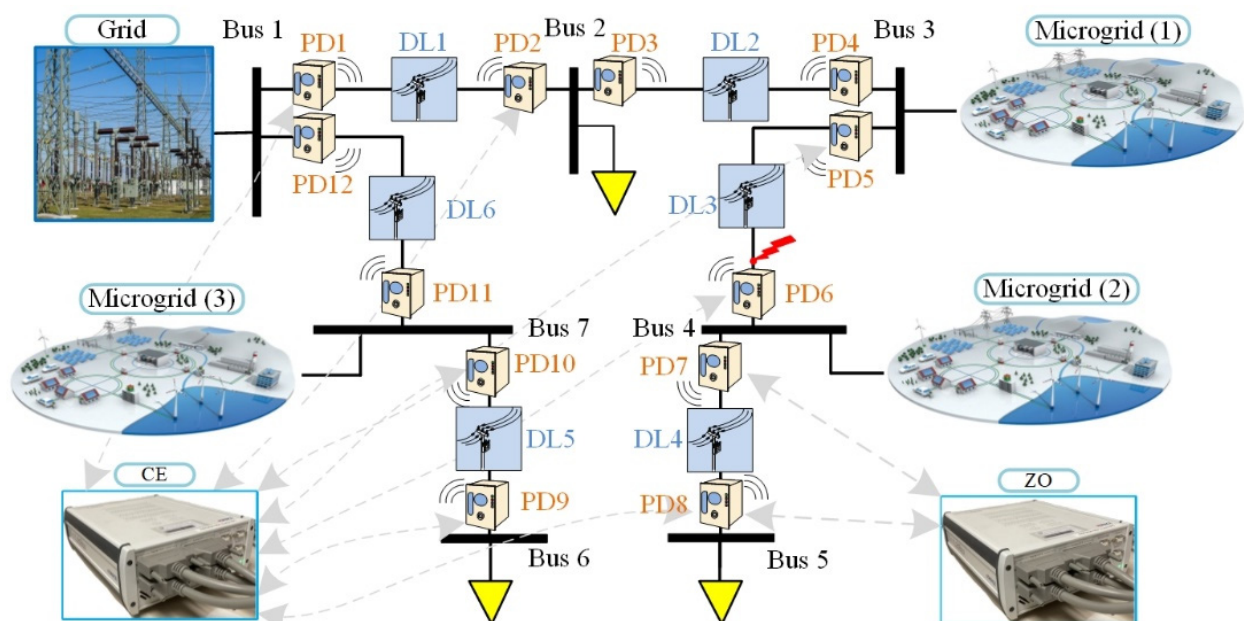 Grid
Bus 1
PD1
DL1
PD2
Bus 2
PD3
DL2
PD4
Bus 3
Microgrid (1)
PD12
PD5
DL6
DL3
PD11
PD6
Microgrid (3)
Microgrid (2)
Bus 7
Bus 4
PD10
PD7
DL5
DL4
CE
ZO
PD9
PD8
Bus 6
Bus 5